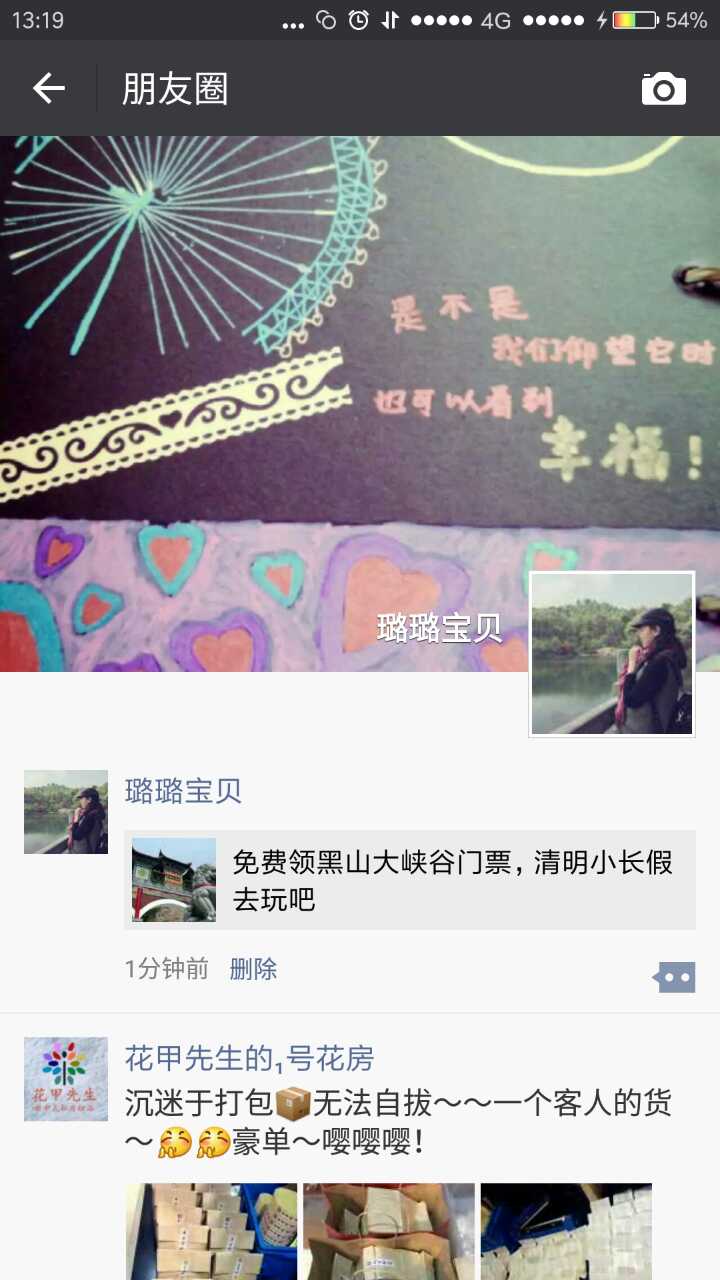 13:19
4G
54%
朋友圈
是不是
我们仰望它时
也可以看到
幸福！
璐璐宝贝
璐璐宝贝
免费领黑山大峡谷门票，清明小长假
去玩吧
1分钟前 删除
花甲先生的,号花房
花甲先生
沉迷于打包📦无法自拔～～一个客人的货
～🤭🤭豪单～嘤嘤嘤！